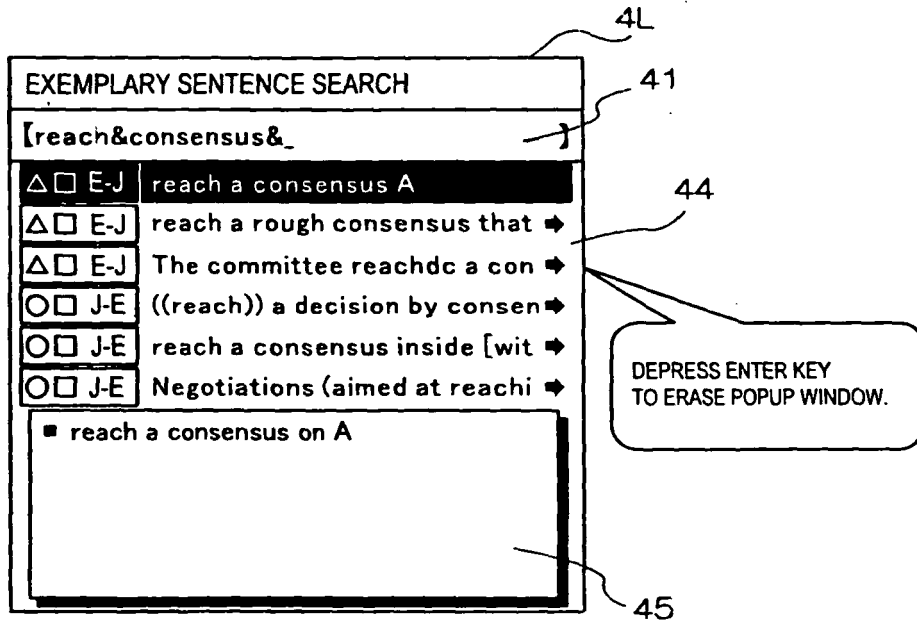 4L
EXEMPLARY SENTENCE SEARCH
41
【reach&consensus&_ 】
△□ E-J reach a consensus A
△□ E-J reach a rough consensus that ➡
44
△□ E-J The committee reachdc a con ➡
○□ J-E ((reach)) a decision by consen➡
○□ J-E reach a consensus inside [wit ➡
○□ J-E Negotiations (aimed at reachi ➡
DEPRESS ENTER KEY
TO ERASE POPUP WINDOW.
■ reach a consensus on A
45